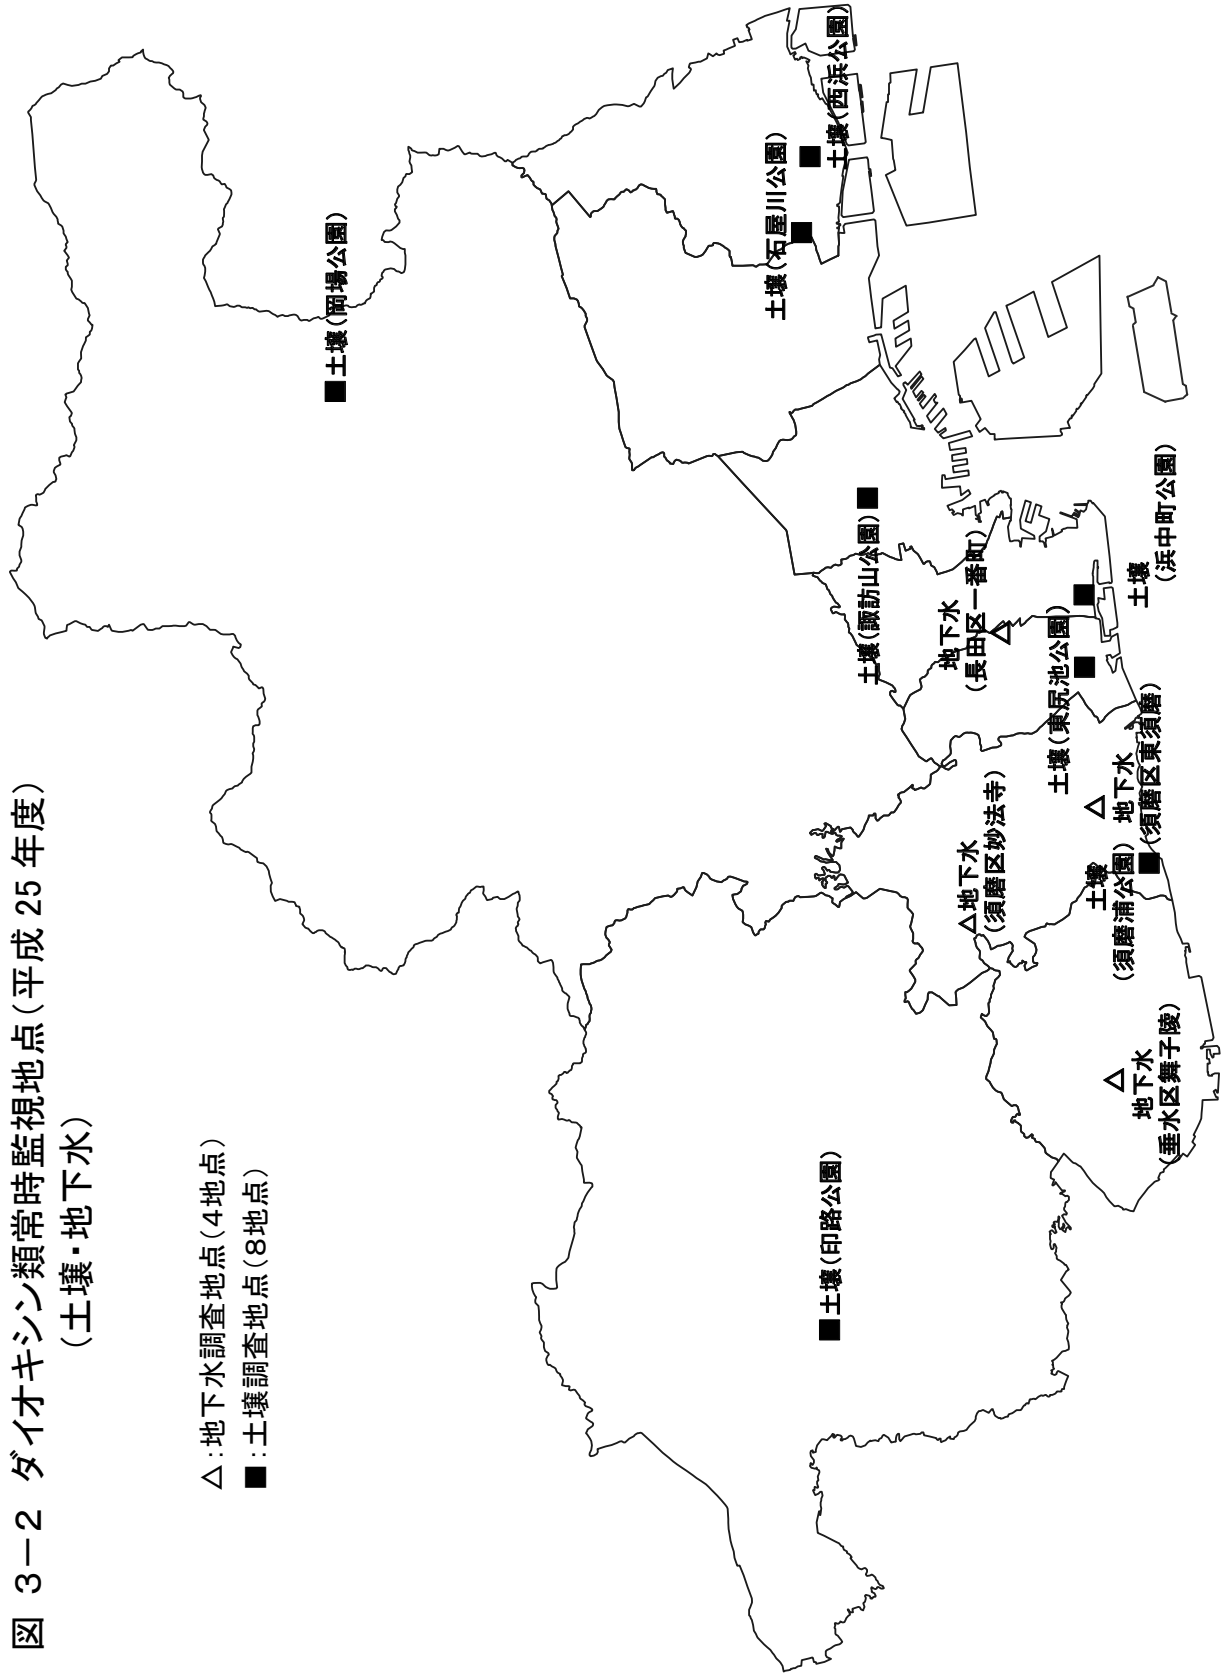 図 3－2 ダイオキシン類常時監視地点（平成 25 年度）
（土壌・地下水）
△：地下水調査地点（4地点）
■：土壌調査地点（8地点）
■土壌（岡場公園）
土壌（石屋川公園）
土壌（西浜公園）
土壌（諏訪山公園）
地下水
（長田区一番町）
土壌（東尻池公園）
土壌
（浜中町公園）
地下水
（須磨区妙法寺）
地下水
（須磨区東須磨）
土壌
（須磨浦公園）
地下水
（垂水区舞子陵）
■土壌（印路公園）